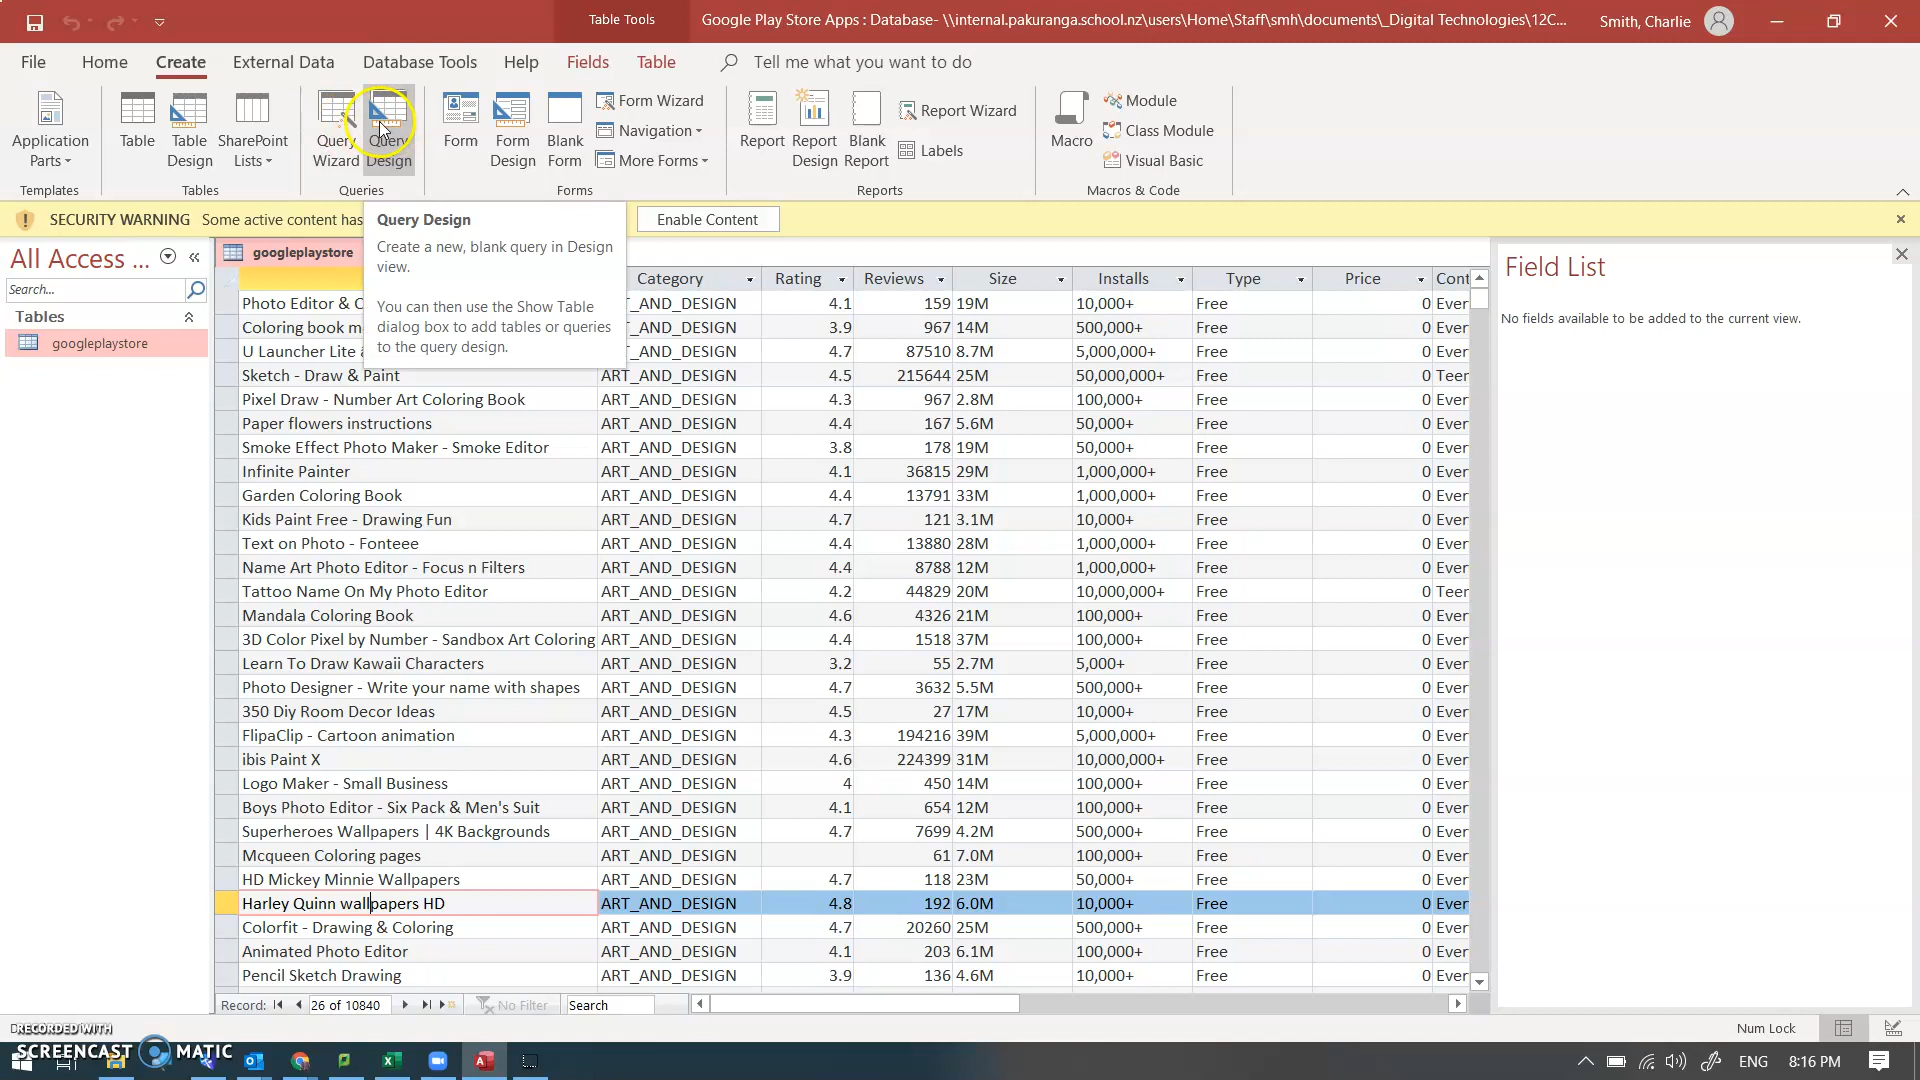 Table Tools
Google Play Store Apps : Database- \\internal.pakuranga.school.nz\users\Home\Staff\smh\documents\_Digital Technologies\12C...
Smith, Charlie
File Home Create External Data Database Tools Help Fields Table Tell me what you want to do
Application Parts
Table
Table Design
SharePoint Lists
Query Wizard
Query Design
Form
Form Design
Blank Form
Form Wizard
Navigation
More Forms
Report
Report Design
Blank Report
Report Wizard
Labels
Macro
Module
Class Module
Visual Basic
Templates Tables Queries Forms Reports Macros & Code
SECURITY WARNING Some active content has
Enable Content
Query Design
Create a new, blank query in Design
view.
You can then use the Show Table
dialog box to add tables or queries
to the query design.
All Access ...
Search...
Tables
googleplaystore
googleplaystore
Category Rating Reviews Size Installs Type Price Cont
Photo Editor & C T_AND_DESIGN 4.1 159 19M 10,000+ Free 0 Ever
Coloring book m T_AND_DESIGN 3.9 967 14M 500,000+ Free 0 Ever
U Launcher Lite T_AND_DESIGN 4.7 87510 8.7M 5,000,000+ Free 0 Ever
Sketch - Draw & Paint ART_AND_DESIGN 4.5 215644 25M 50,000,000+ Free 0 Teen
Pixel Draw - Number Art Coloring Book ART_AND_DESIGN 4.3 967 2.8M 100,000+ Free 0 Ever
Paper flowers instructions ART_AND_DESIGN 4.4 167 5.6M 50,000+ Free 0 Ever
Smoke Effect Photo Maker - Smoke Editor ART_AND_DESIGN 3.8 178 19M 50,000+ Free 0 Ever
Infinite Painter ART_AND_DESIGN 4.1 36815 29M 1,000,000+ Free 0 Ever
Garden Coloring Book ART_AND_DESIGN 4.4 13791 33M 1,000,000+ Free 0 Ever
Kids Paint Free - Drawing Fun ART_AND_DESIGN 4.7 121 3.1M 10,000+ Free 0 Ever
Text on Photo - Fonteee ART_AND_DESIGN 4.4 13880 28M 1,000,000+ Free 0 Ever
Name Art Photo Editor - Focus n Filters ART_AND_DESIGN 4.4 8788 12M 1,000,000+ Free 0 Ever
Tattoo Name On My Photo Editor ART_AND_DESIGN 4.2 44829 20M 10,000,000+ Free 0 Teen
Mandala Coloring Book ART_AND_DESIGN 4.6 4326 21M 100,000+ Free 0 Ever
3D Color Pixel by Number - Sandbox Art Coloring ART_AND_DESIGN 4.4 1518 37M 100,000+ Free 0 Ever
Learn To Draw Kawaii Characters ART_AND_DESIGN 3.2 55 2.7M 5,000+ Free 0 Ever
Photo Designer - Write your name with shapes ART_AND_DESIGN 4.7 3632 5.5M 500,000+ Free 0 Ever
350 Diy Room Decor Ideas ART_AND_DESIGN 4.5 27 17M 10,000+ Free 0 Ever
FlipaClip - Cartoon animation ART_AND_DESIGN 4.3 194216 39M 5,000,000+ Free 0 Ever
ibis Paint X ART_AND_DESIGN 4.6 224399 31M 10,000,000+ Free 0 Ever
Logo Maker - Small Business ART_AND_DESIGN 4 450 14M 100,000+ Free 0 Ever
Boys Photo Editor - Six Pack & Men's Suit ART_AND_DESIGN 4.1 654 12M 100,000+ Free 0 Ever
Superheroes Wallpapers | 4K Backgrounds ART_AND_DESIGN 4.7 7699 4.2M 500,000+ Free 0 Ever
Mcqueen Coloring pages ART_AND_DESIGN 61 7.0M 100,000+ Free 0 Ever
HD Mickey Minnie Wallpapers ART_AND_DESIGN 4.7 118 23M 50,000+ Free 0 Ever
Harley Quinn wallpapers HD ART_AND_DESIGN 4.8 192 6.0M 10,000+ Free 0 Ever
Colorfit - Drawing & Coloring ART_AND_DESIGN 4.7 20260 25M 500,000+ Free 0 Ever
Animated Photo Editor ART_AND_DESIGN 4.1 203 6.1M 100,000+ Free 0 Ever
Pencil Sketch Drawing ART_AND_DESIGN 3.9 136 4.6M 10,000+ Free 0 Ever
Record: 26 of 10840 No Filter Search
Field List
No fields available to be added to the current view.
Num Lock
RECORDED WITH
SCREENCAST MATIC
ENG 8:16 PM